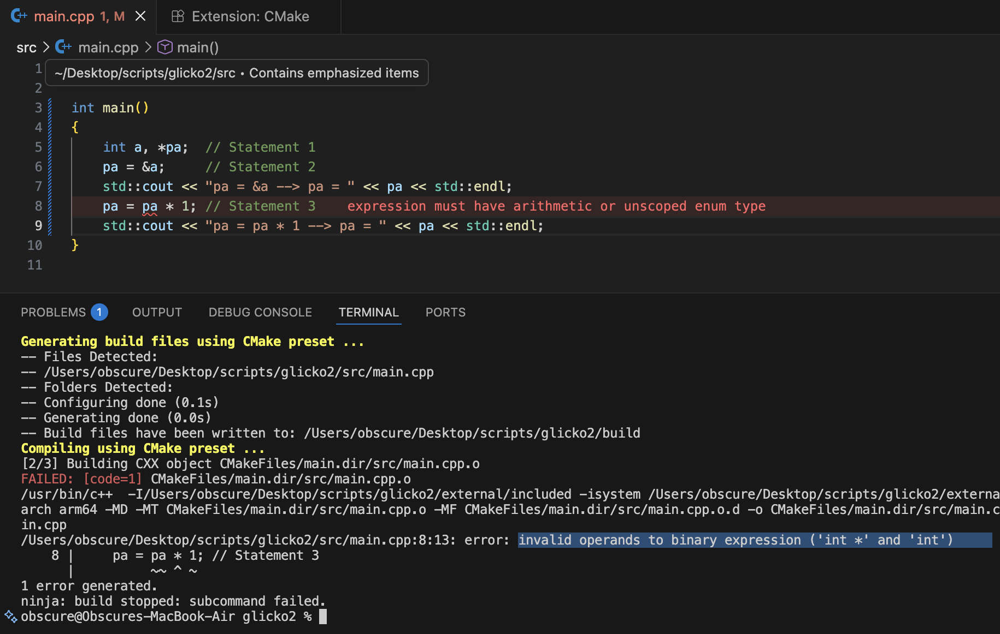 main.cpp 1, M
Extension: CMake
src > main.cpp > main()
1
~/Desktop/scripts/glicko2/src • Contains emphasized items
2
3 int main()
4 {
5 int a, *pa; // Statement 1
6 pa = &a; // Statement 2
7 std::cout << "pa = &a --> pa = " << pa << std::endl;
8 pa = pa * 1; // Statement 3 expression must have arithmetic or unscoped enum type
9 std::cout << "pa = pa * 1 --> pa = " << pa << std::endl;
10 }
11
PROBLEMS 1 OUTPUT DEBUG CONSOLE TERMINAL PORTS
Generating build files using CMake preset ...
-- Files Detected:
-- /Users/obscure/Desktop/scripts/glicko2/src/main.cpp
-- Folders Detected:
-- Configuring done (0.1s)
-- Generating done (0.0s)
-- Build files have been written to: /Users/obscure/Desktop/scripts/glicko2/build
Compiling using CMake preset ...
[2/3] Building CXX object CMakeFiles/main.dir/src/main.cpp.o
FAILED: [code=1] CMakeFiles/main.dir/src/main.cpp.o
/usr/bin/c++ -I/Users/obscure/Desktop/scripts/glicko2/external/included -isystem /Users/obscure/Desktop/scripts/glicko2/externa
arch arm64 -MD -MT CMakeFiles/main.dir/src/main.cpp.o -MF CMakeFiles/main.dir/src/main.cpp.o.d -o CMakeFiles/main.dir/src/main.c
in.cpp
/Users/obscure/Desktop/scripts/glicko2/src/main.cpp:8:13: error: invalid operands to binary expression ('int *' and 'int')
8 | pa = pa * 1; // Statement 3
| ~~ ^ ~
1 error generated.
ninja: build stopped: subcommand failed.
obscure@Obscures-MacBook-Air glicko2 %